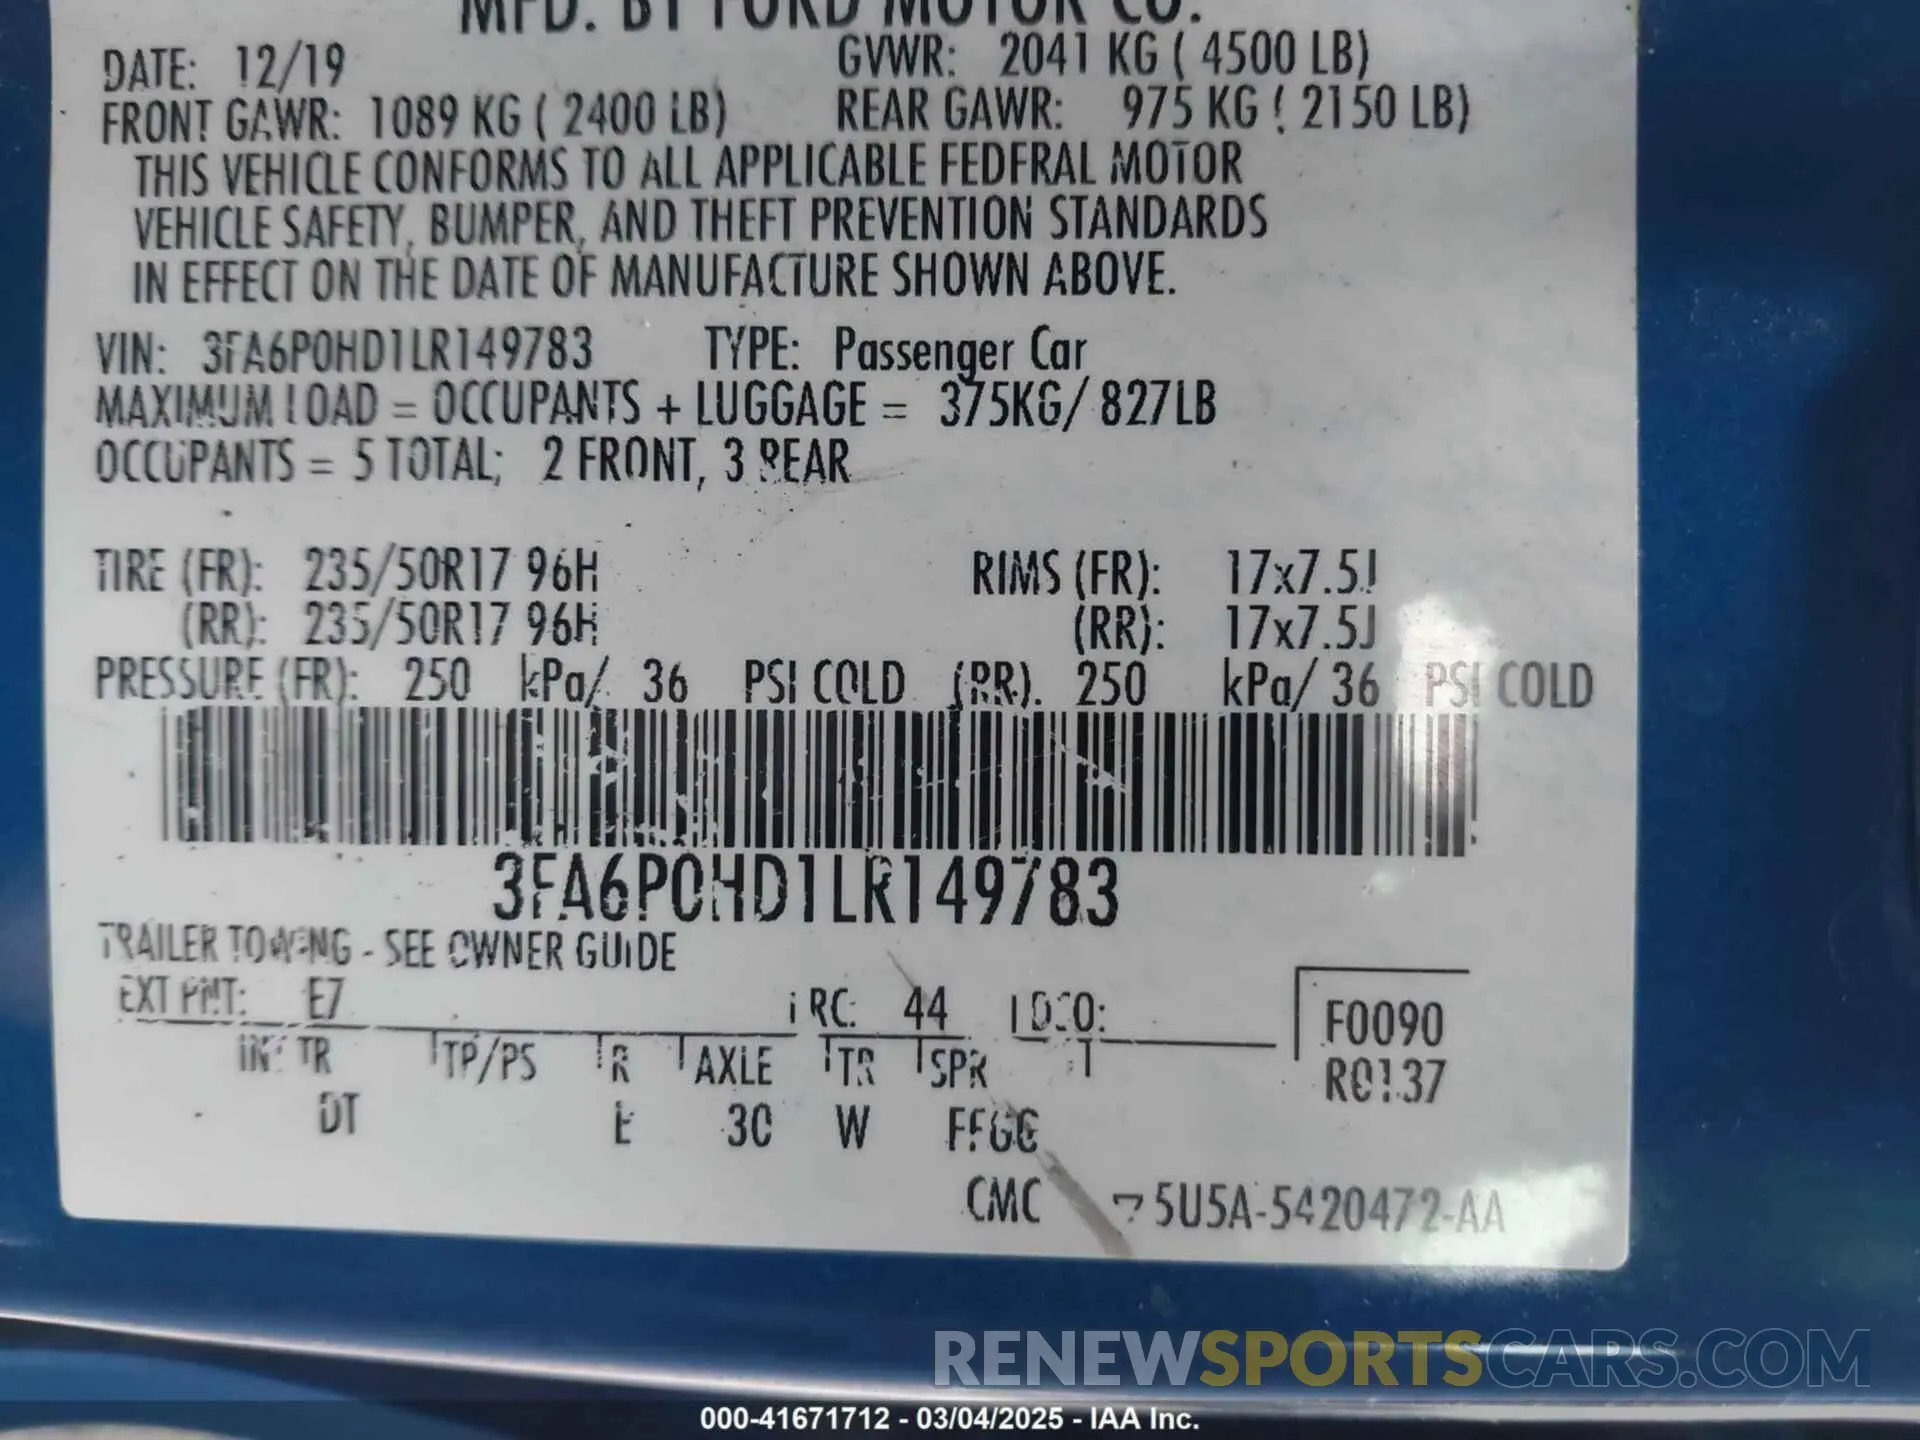 MFD. BY FORD MOTOR CO.
DATE: 12/19 GVWR: 2041 KG ( 4500 LB)
FRONT GAWR: 1089 KG ( 2400 LB) REAR GAWR: 975 KG ( 2150 LB)
THIS VEHICLE CONFORMS TO ALL APPLICABLE FEDERAL MOTOR
VEHICLE SAFETY, BUMPER, AND THEFT PREVENTION STANDARDS
IN EFFECT ON THE DATE OF MANUFACTURE SHOWN ABOVE.
VIN: 3FA6P0HD1LR149783 TYPE: Passenger Car
MAXIMUM LOAD = OCCUPANTS + LUGGAGE = 375KG/ 827LB
OCCUPANTS = 5 TOTAL; 2 FRONT, 3 REAR
TIRE (FR): 235/50R17 96H RIMS (FR): 17x7.5J
(RR): 235/50R17 96H (RR): 17x7.5J
PRESSURE (FR): 250 kPa/ 36 PSI COLD (RR): 250 kPa/ 36 PSI COLD
3FA6P0HD1LR149783
TRAILER TOWING - SEE OWNER GUIDE
EXT PNT: E7 RC: 44 DSO:
INT TR TP/PS R AXLE TR SPR
F0090
R0137
DT E 30 W
CMC 5U5A-5420472-AA
RENEWSPORTSCARS.COM
000-41671712 - 03/04/2025 - IAA Inc.